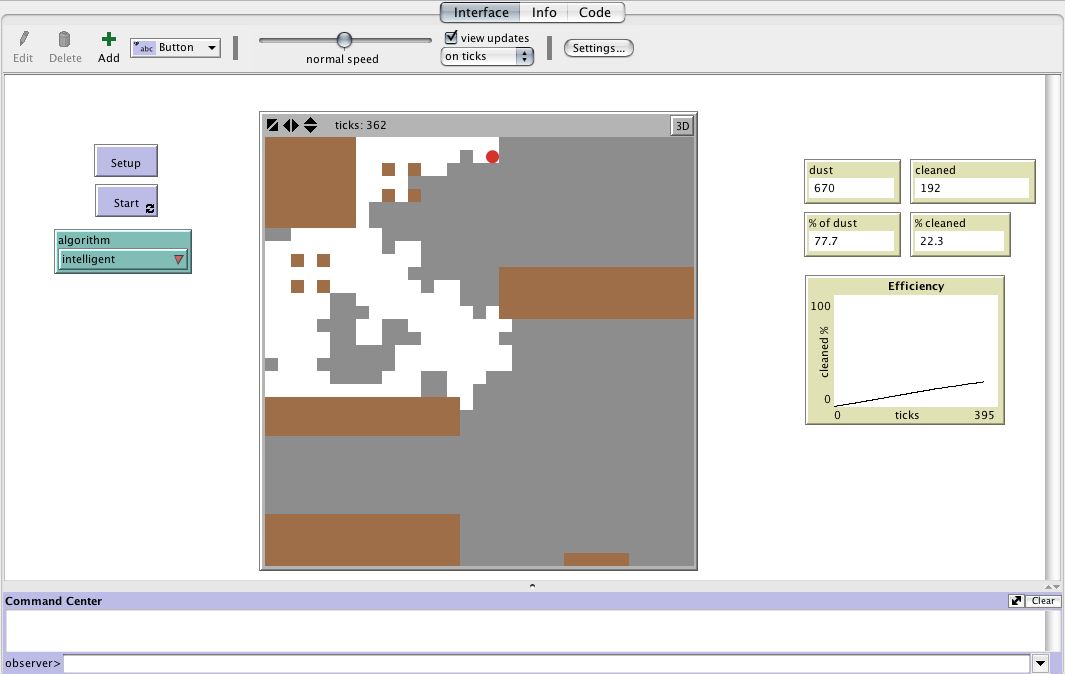 Interface Info Code
Edit Delete Add abc Button view updates
on ticks Settings...
normal speed
ticks: 362 3D
Setup
Start
algorithm
intelligent
dust cleaned
670 192
% of dust % cleaned
77.7 22.3
Efficiency
100
cleaned %
0
0 ticks 395
Command Center Clear
observer>